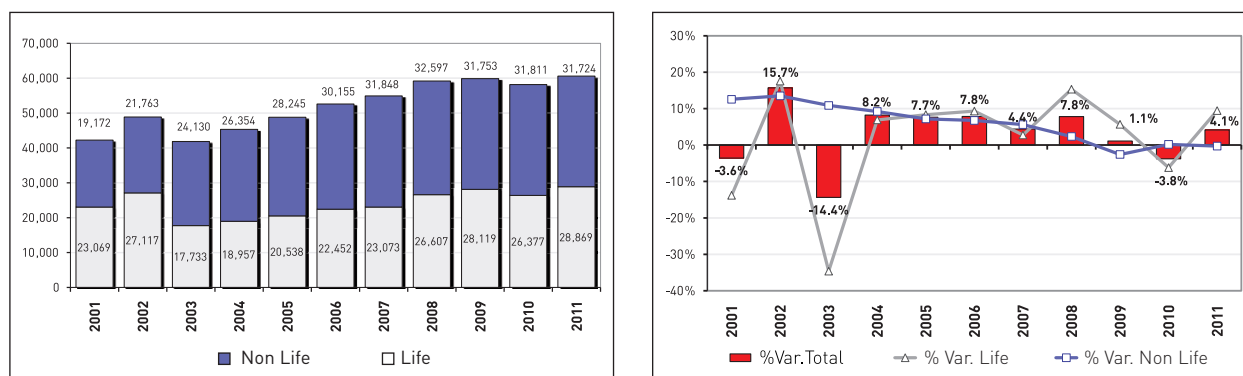 70,000
60,000
50,000
40,000
30,000
20,000
10,000
0
19,172 21,763 24,130 26,354 28,245 30,155 31,848 32,597 31,753 31,811 31,724
23,069 27,117 17,733 18,957 20,538 22,452 23,073 26,607 28,119 26,377 28,869
2001 2002 2003 2004 2005 2006 2007 2008 2009 2010 2011
Non Life Life
30%
20%
10%
0%
-10%
-20%
-30%
-40%
-3.6% 15.7% -14.4% 8.2% 7.7% 7.8% 4.4% 7.8% 1.1% -3.8% 4.1%
2001 2002 2003 2004 2005 2006 2007 2008 2009 2010 2011
%Var.Total % Var. Life % Var. Non Life